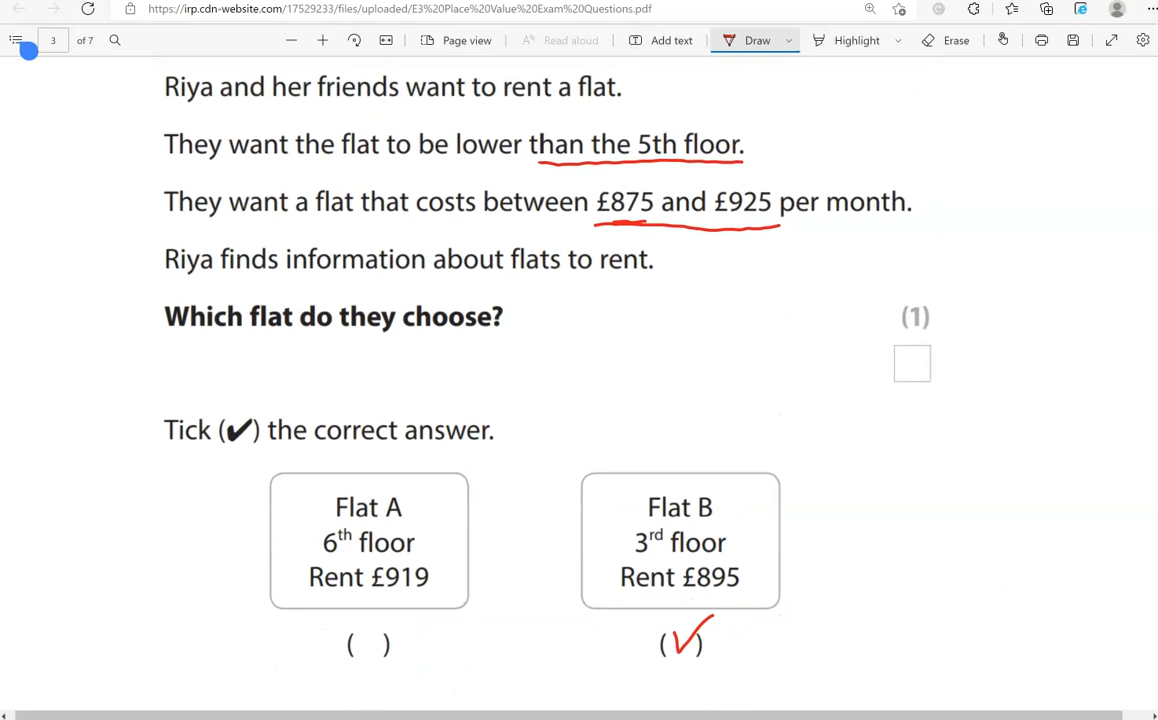 https://irp.cdn-website.com/17529233/files/uploaded/E3%20Place%20Value%20Exam%20Questions.pdf
3 of 7 Page view Read aloud Add text Draw Highlight Erase
Riya and her friends want to rent a flat.
They want the flat to be lower than the 5th floor.
They want a flat that costs between £875 and £925 per month.
Riya finds information about flats to rent.
Which flat do they choose? (1)
Tick (✔) the correct answer.
Flat A
6th floor
Rent £919
( )
Flat B
3rd floor
Rent £895
(✓)